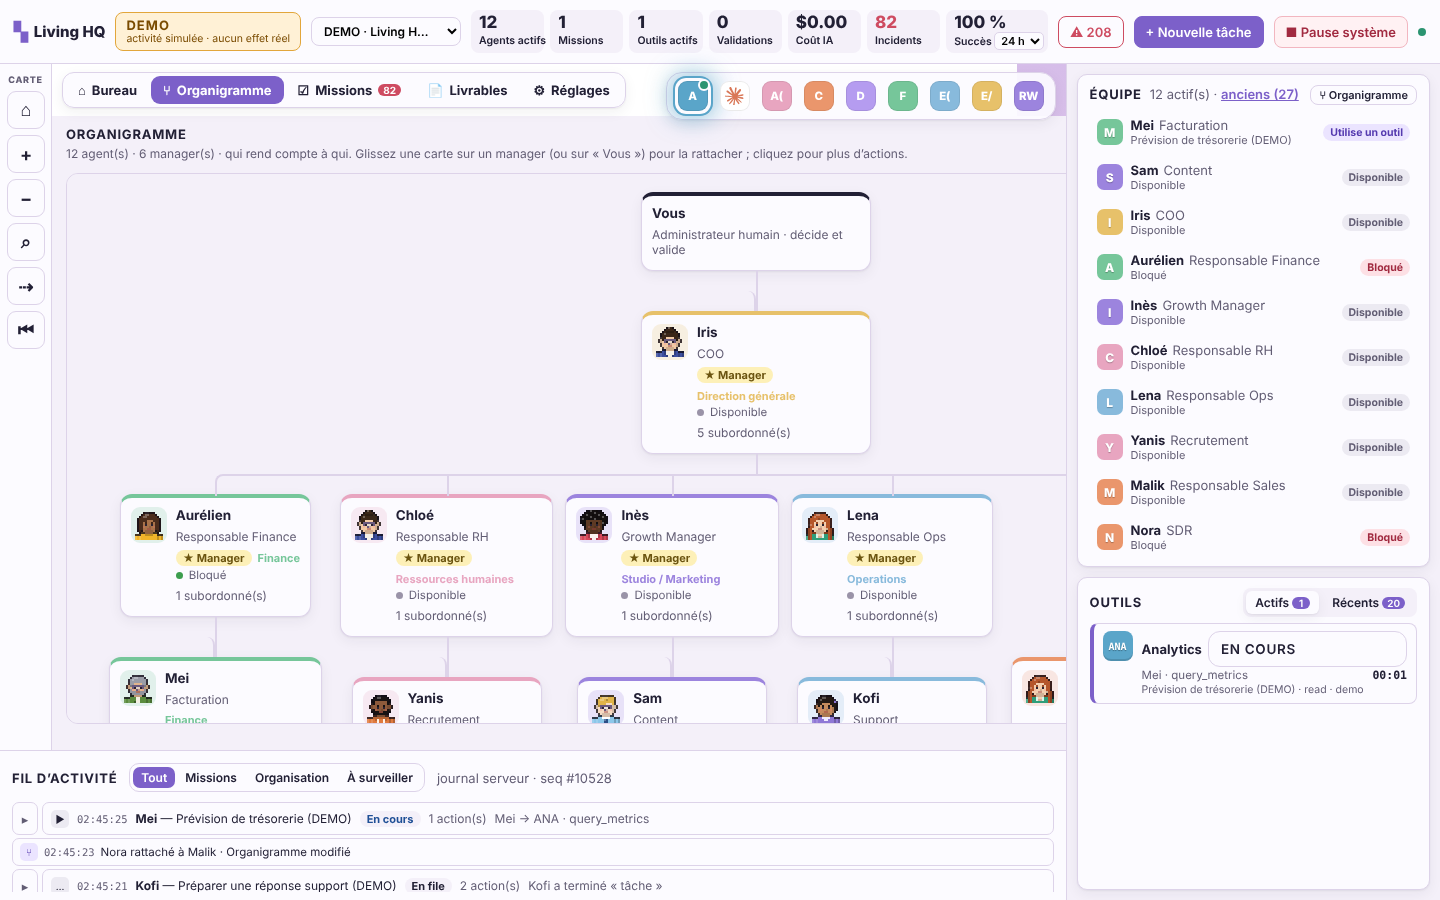 Living HQ
DEMO
activité simulée · aucun effet réel
DEMO · Living H...
12
Agents actifs
1
Missions
1
Outils actifs
0
Validations
$0.00
Coût IA
82
Incidents
100 %
Succès 24 h
⚠ 208
+ Nouvelle tâche
Pause système
CARTE
Bureau
Organigramme
Missions 82
Livrables
Réglages
A
A(
C
D
F
E(
E/
RW
ORGANIGRAMME
12 agent(s) · 6 manager(s) · qui rend compte à qui. Glissez une carte sur un manager (ou sur « Vous ») pour la rattacher ; cliquez pour plus d’actions.
Vous
Administrateur humain · décide et
valide
Iris
COO
★ Manager
Direction générale
Disponible
5 subordonné(s)
Aurélien
Responsable Finance
★ Manager Finance
Bloqué
1 subordonné(s)
Chloé
Responsable RH
★ Manager
Ressources humaines
Disponible
1 subordonné(s)
Inès
Growth Manager
★ Manager
Studio / Marketing
Disponible
1 subordonné(s)
Lena
Responsable Ops
★ Manager
Operations
Disponible
1 subordonné(s)
Mei
Facturation
Finance
Yanis
Recrutement
Sam
Content
Kofi
Support
FIL D’ACTIVITÉ
Tout
Missions
Organisation
À surveiller
journal serveur · seq #10528
02:45:25 Mei — Prévision de trésorerie (DEMO) En cours 1 action(s) Mei → ANA · query_metrics
02:45:23 Nora rattaché à Malik · Organigramme modifié
... 02:45:21 Kofi — Préparer une réponse support (DEMO) En file 2 action(s) Kofi a terminé « tâche »
ÉQUIPE 12 actif(s) · anciens (27)
Organigramme
M Mei Facturation
Prévision de trésorerie (DEMO)
Utilise un outil
S Sam Content
Disponible
Disponible
I Iris COO
Disponible
Disponible
A Aurélien Responsable Finance
Bloqué
Bloqué
I Inès Growth Manager
Disponible
Disponible
C Chloé Responsable RH
Disponible
Disponible
L Lena Responsable Ops
Disponible
Disponible
Y Yanis Recrutement
Disponible
Disponible
M Malik Responsable Sales
Disponible
Disponible
N Nora SDR
Bloqué
Bloqué
OUTILS
Actifs 1
Récents 20
ANA Analytics EN COURS
Mei · query_metrics 00:01
Prévision de trésorerie (DEMO) · read · demo